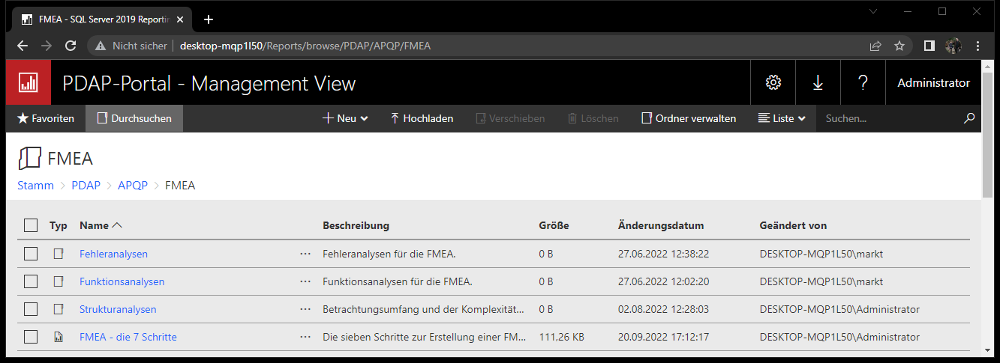 FMEA - SQL Server 2019 Reportin
Nicht sicher desktop-mqp1l50/Reports/browse/PDAP/APQP/FMEA
PDAP-Portal - Management View ? Administrator
Favoriten Durchsuchen Neu Hochladen Verschieben Löschen Ordner verwalten Liste Suchen...
FMEA
Stamm > PDAP > APQP > FMEA
Typ Name Beschreibung Größe Änderungsdatum Geändert von
Fehleranalysen ... Fehleranalysen für die FMEA. 0 B 27.06.2022 12:38:22 DESKTOP-MQP1L50\markt
Funktionsanalysen ... Funktionsanalysen für die FMEA. 0 B 27.06.2022 12:02:20 DESKTOP-MQP1L50\markt
Strukturanalysen ... Betrachtungsumfang und der Komplexität... 0 B 02.08.2022 12:28:03 DESKTOP-MQP1L50\Administrator
FMEA - die 7 Schritte ... Die sieben Schritte zur Erstellung einer FM... 111,26 KB 20.09.2022 17:12:17 DESKTOP-MQP1L50\Administrator